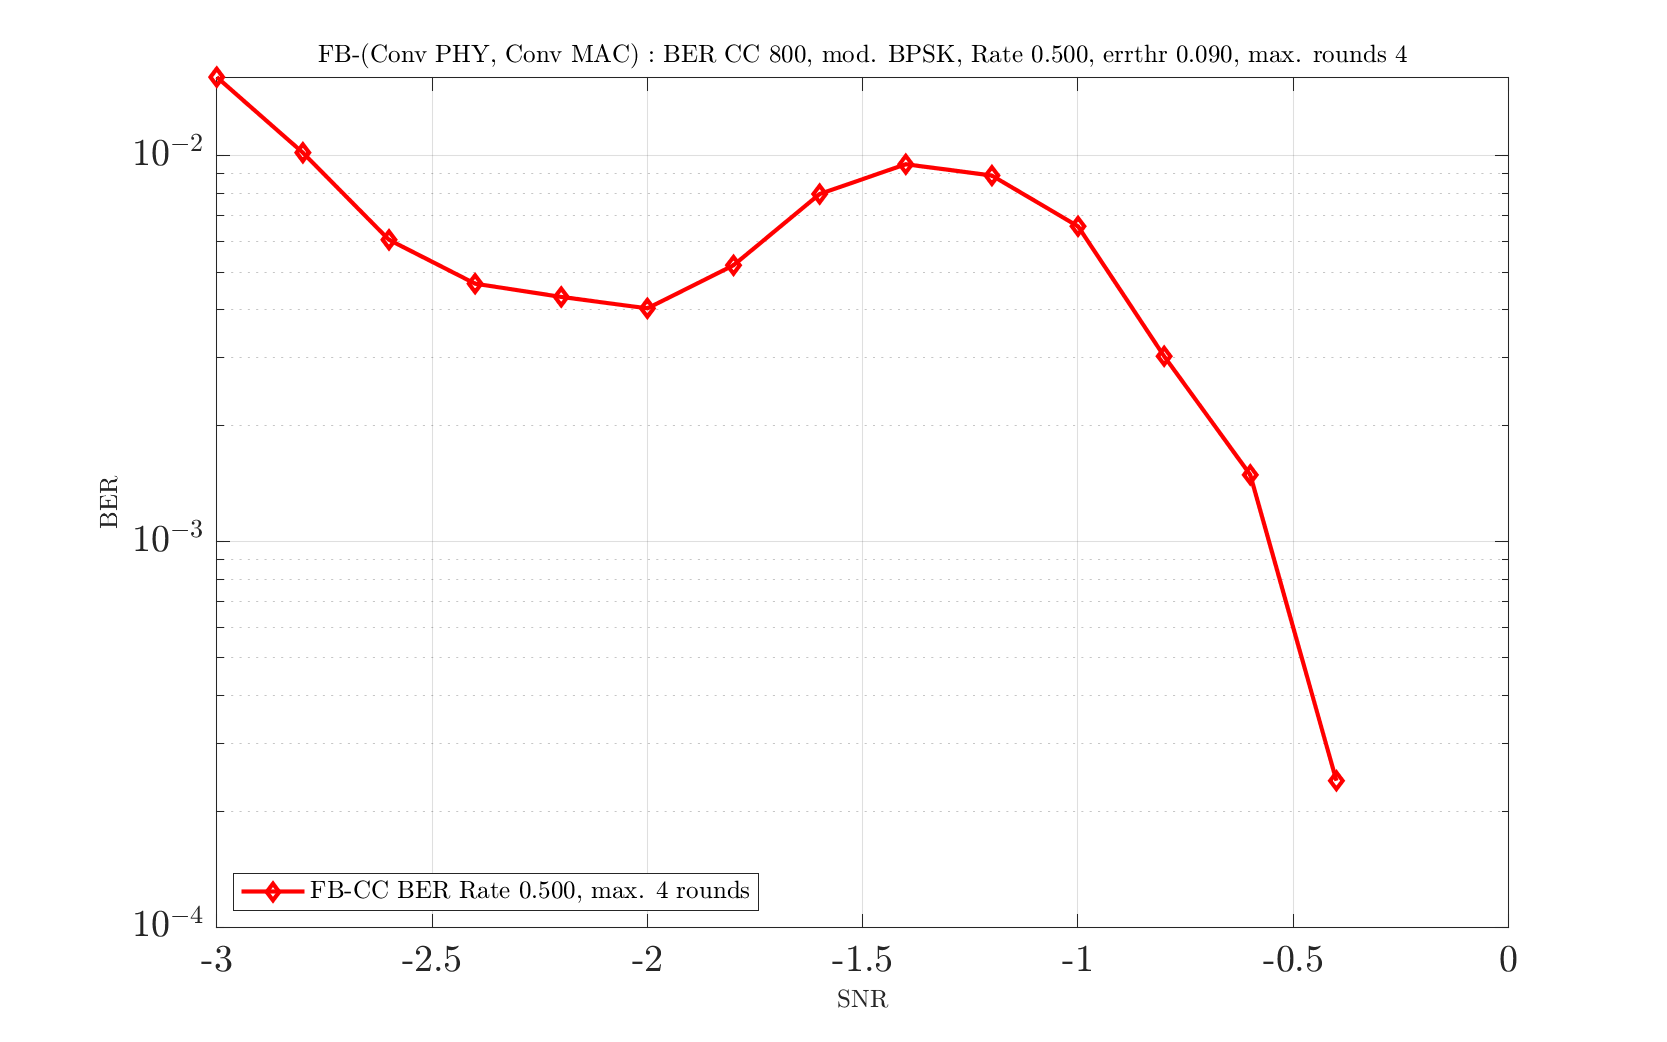 FB-(Conv PHY, Conv MAC) : BER CC 800, mod. BPSK, Rate 0.500, errthr 0.090, max. rounds 4
10^{-2}
10^{-3}
10^{-4}
BER
FB-CC BER Rate 0.500, max. 4 rounds
-3 -2.5 -2 -1.5 -1 -0.5 0
SNR